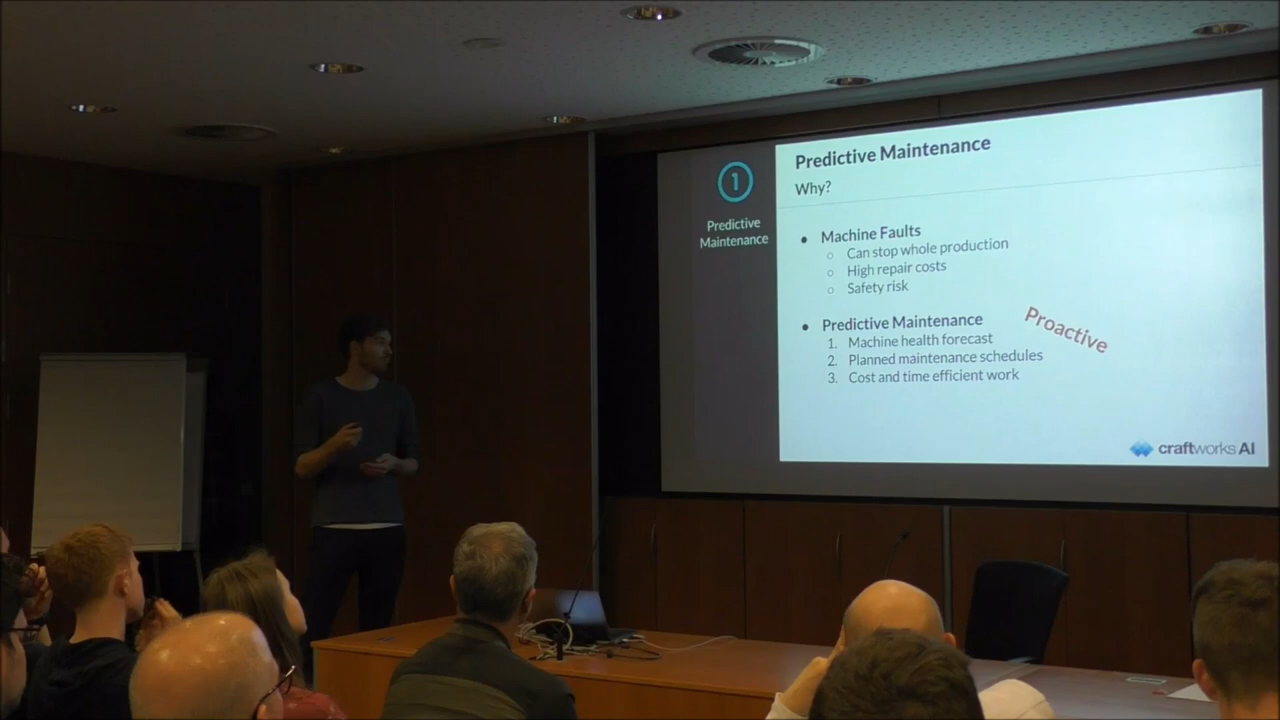 1
Predictive
Maintenance
Predictive Maintenance
Why?
● Machine Faults
○ Can stop whole production
○ High repair costs
○ Safety risk
● Predictive Maintenance
1. Machine health forecast
2. Planned maintenance schedules
3. Cost and time efficient work
Proactive
craftworks AI